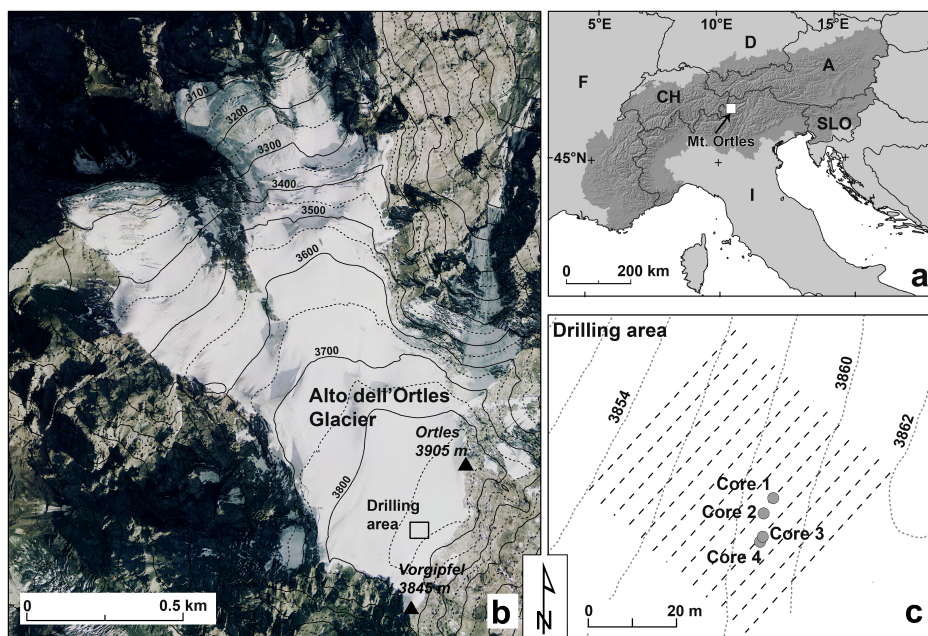 3100
3200
3300
3400
3500
3600
3700
Alto dell'Ortles
Glacier
Ortles
3905 m
3800
Drilling
area
Vorgipfel
3845 m
0 0.5 km
b
N
5°E 10°E 15°E
D
F
A
CH
SLO
Mt. Ortles
45°N
I
0 200 km
a
Drilling area
3854
3860
3862
Core 1
Core 2
Core 3
Core 4
0 20 m
c